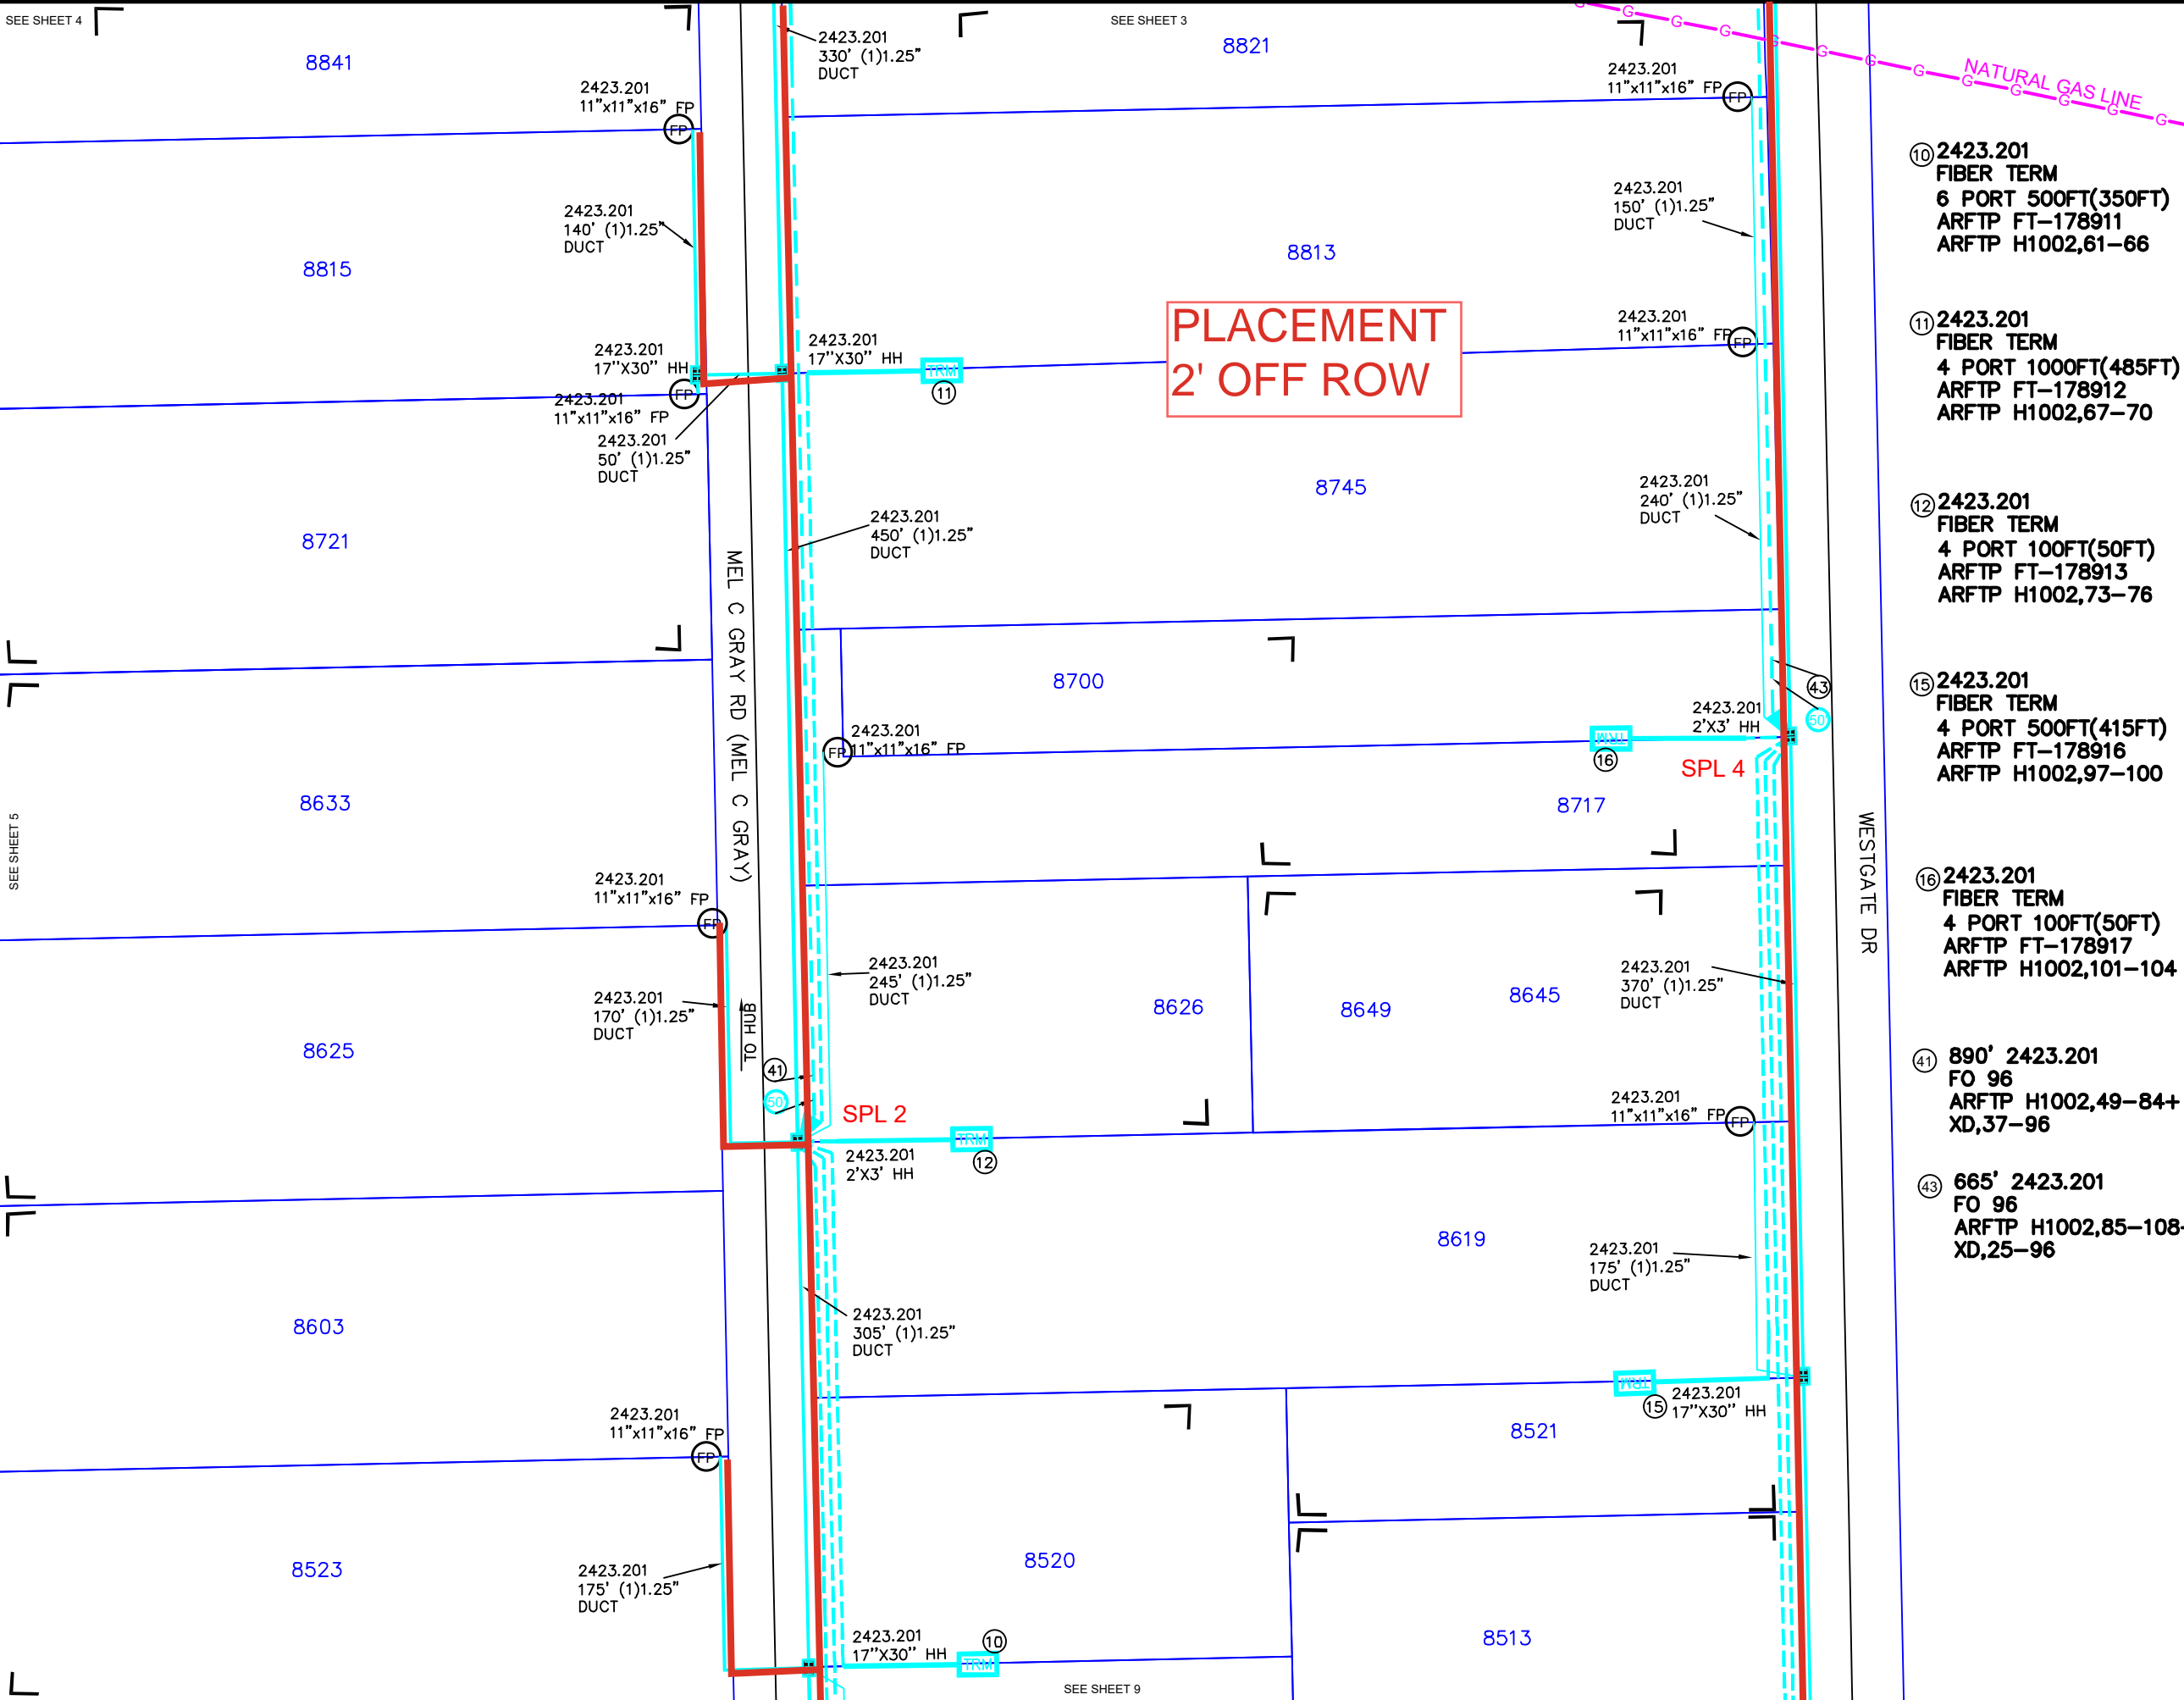 SEE SHEET 4
SEE SHEET 3
8841
2423.201
330' (1)1.25"
DUCT
8821
2423.201
11"x11"x16" FP
FP
2423.201
11"x11"x16" FP
FP
G G G G G G G G G G G G G
NATURAL GAS LINE
2423.201
140' (1)1.25"
DUCT
8815
8813
2423.201
150' (1)1.25"
DUCT
PLACEMENT
2' OFF ROW
2423.201
17"X30" HH
2423.201
17"X30" HH
TRM
11
2423.201
11"x11"x16" FP
FP
FP
2423.201
11"x11"x16" FP
2423.201
50' (1)1.25"
DUCT
8721
8745
2423.201
450' (1)1.25"
DUCT
2423.201
240' (1)1.25"
DUCT
MEL C GRAY RD (MEL C GRAY)
8700
43
50'
2423.201
2'X3' HH
TRM
16
SPL 4
FP
2423.201
11"x11"x16" FP
8717
8633
SEE SHEET 5
WESTGATE DR
2423.201
11"x11"x16" FP
FP
2423.201
170' (1)1.25"
DUCT
8625
TO HUB
2423.201
245' (1)1.25"
DUCT
8626
8649
8645
2423.201
370' (1)1.25"
DUCT
41
50'
SPL 2
2423.201
2'X3' HH
TRM
12
2423.201
11"x11"x16" FP
FP
8603
8619
2423.201
175' (1)1.25"
DUCT
2423.201
305' (1)1.25"
DUCT
TRM
15
2423.201
17"X30" HH
2423.201
11"x11"x16" FP
FP
8521
8523
8520
2423.201
175' (1)1.25"
DUCT
2423.201
17"X30" HH
TRM
10
8513
SEE SHEET 9
10 2423.201
FIBER TERM
6 PORT 500FT(350FT)
ARFTP FT-178911
ARFTP H1002,61-66
11 2423.201
FIBER TERM
4 PORT 1000FT(485FT)
ARFTP FT-178912
ARFTP H1002,67-70
12 2423.201
FIBER TERM
4 PORT 100FT(50FT)
ARFTP FT-178913
ARFTP H1002,73-76
15 2423.201
FIBER TERM
4 PORT 500FT(415FT)
ARFTP FT-178916
ARFTP H1002,97-100
16 2423.201
FIBER TERM
4 PORT 100FT(50FT)
ARFTP FT-178917
ARFTP H1002,101-104
41 890' 2423.201
FO 96
ARFTP H1002,49-84+
XD,37-96
43 665' 2423.201
FO 96
ARFTP H1002,85-108
XD,25-96